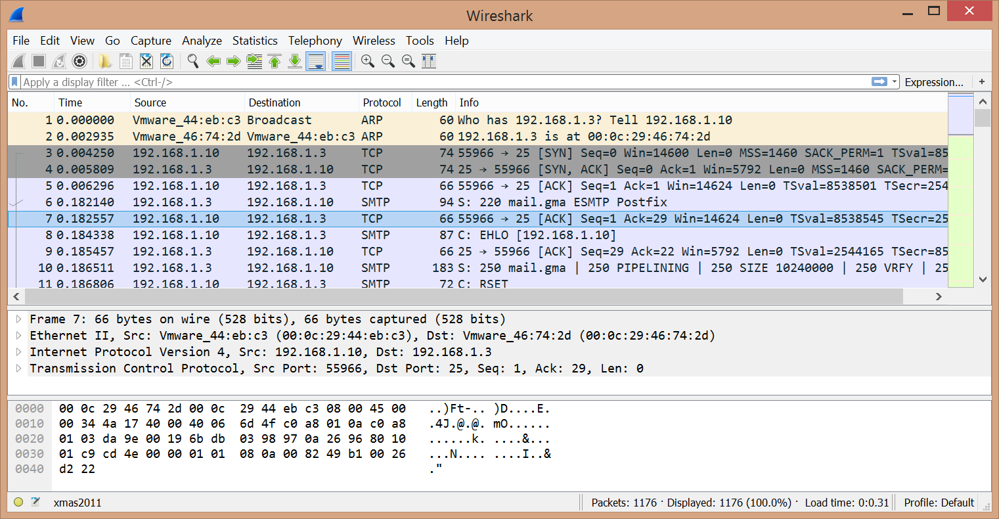 Wireshark
File Edit View Go Capture Analyze Statistics Telephony Wireless Tools Help
Apply a display filter ... <Ctrl-/> Expression... +
No. Time Source Destination Protocol Length Info
1 0.000000 Vmware_44:eb:c3 Broadcast ARP 60 Who has 192.168.1.3? Tell 192.168.1.10
2 0.002935 Vmware_46:74:2d Vmware_44:eb:c3 ARP 60 192.168.1.3 is at 00:0c:29:46:74:2d
3 0.004250 192.168.1.10 192.168.1.3 TCP 74 55966 → 25 [SYN] Seq=0 Win=14600 Len=0 MSS=1460 SACK_PERM=1 TSval=85
4 0.005809 192.168.1.3 192.168.1.10 TCP 74 25 → 55966 [SYN, ACK] Seq=0 Ack=1 Win=5792 Len=0 MSS=1460 SACK_PERM=
5 0.006296 192.168.1.10 192.168.1.3 TCP 66 55966 → 25 [ACK] Seq=1 Ack=1 Win=14624 Len=0 TSval=8538501 TSecr=254
6 0.182140 192.168.1.3 192.168.1.10 SMTP 94 S: 220 mail.gma ESMTP Postfix
7 0.182557 192.168.1.10 192.168.1.3 TCP 66 55966 → 25 [ACK] Seq=1 Ack=29 Win=14624 Len=0 TSval=8538545 TSecr=25
8 0.184338 192.168.1.10 192.168.1.3 SMTP 87 C: EHLO [192.168.1.10]
9 0.185457 192.168.1.3 192.168.1.10 TCP 66 25 → 55966 [ACK] Seq=29 Ack=22 Win=5792 Len=0 TSval=2544165 TSecr=85
10 0.186511 192.168.1.3 192.168.1.10 SMTP 183 S: 250 mail.gma | 250 PIPELINING | 250 SIZE 10240000 | 250 VRFY | 25
11 0.186806 192.168.1.10 192.168.1.3 SMTP 72 C: RSET
Frame 7: 66 bytes on wire (528 bits), 66 bytes captured (528 bits)
Ethernet II, Src: Vmware_44:eb:c3 (00:0c:29:44:eb:c3), Dst: Vmware_46:74:2d (00:0c:29:46:74:2d)
Internet Protocol Version 4, Src: 192.168.1.10, Dst: 192.168.1.3
Transmission Control Protocol, Src Port: 55966, Dst Port: 25, Seq: 1, Ack: 29, Len: 0
0000 00 0c 29 46 74 2d 00 0c 29 44 eb c3 08 00 45 00 ..)Ft-.. )D....E.
0010 00 34 4a 17 40 00 40 06 6d 4f c0 a8 01 0a c0 a8 .4J.@.@. mO......
0020 01 03 da 9e 00 19 6b db 03 98 97 0a 26 96 80 10 ......k. ....&...
0030 01 c9 cd 4e 00 00 01 01 08 0a 00 82 49 b1 00 26 ...N.... ....I..&
0040 d2 22 ."
xmas2011 Packets: 1176 · Displayed: 1176 (100.0%) · Load time: 0:0.31 Profile: Default